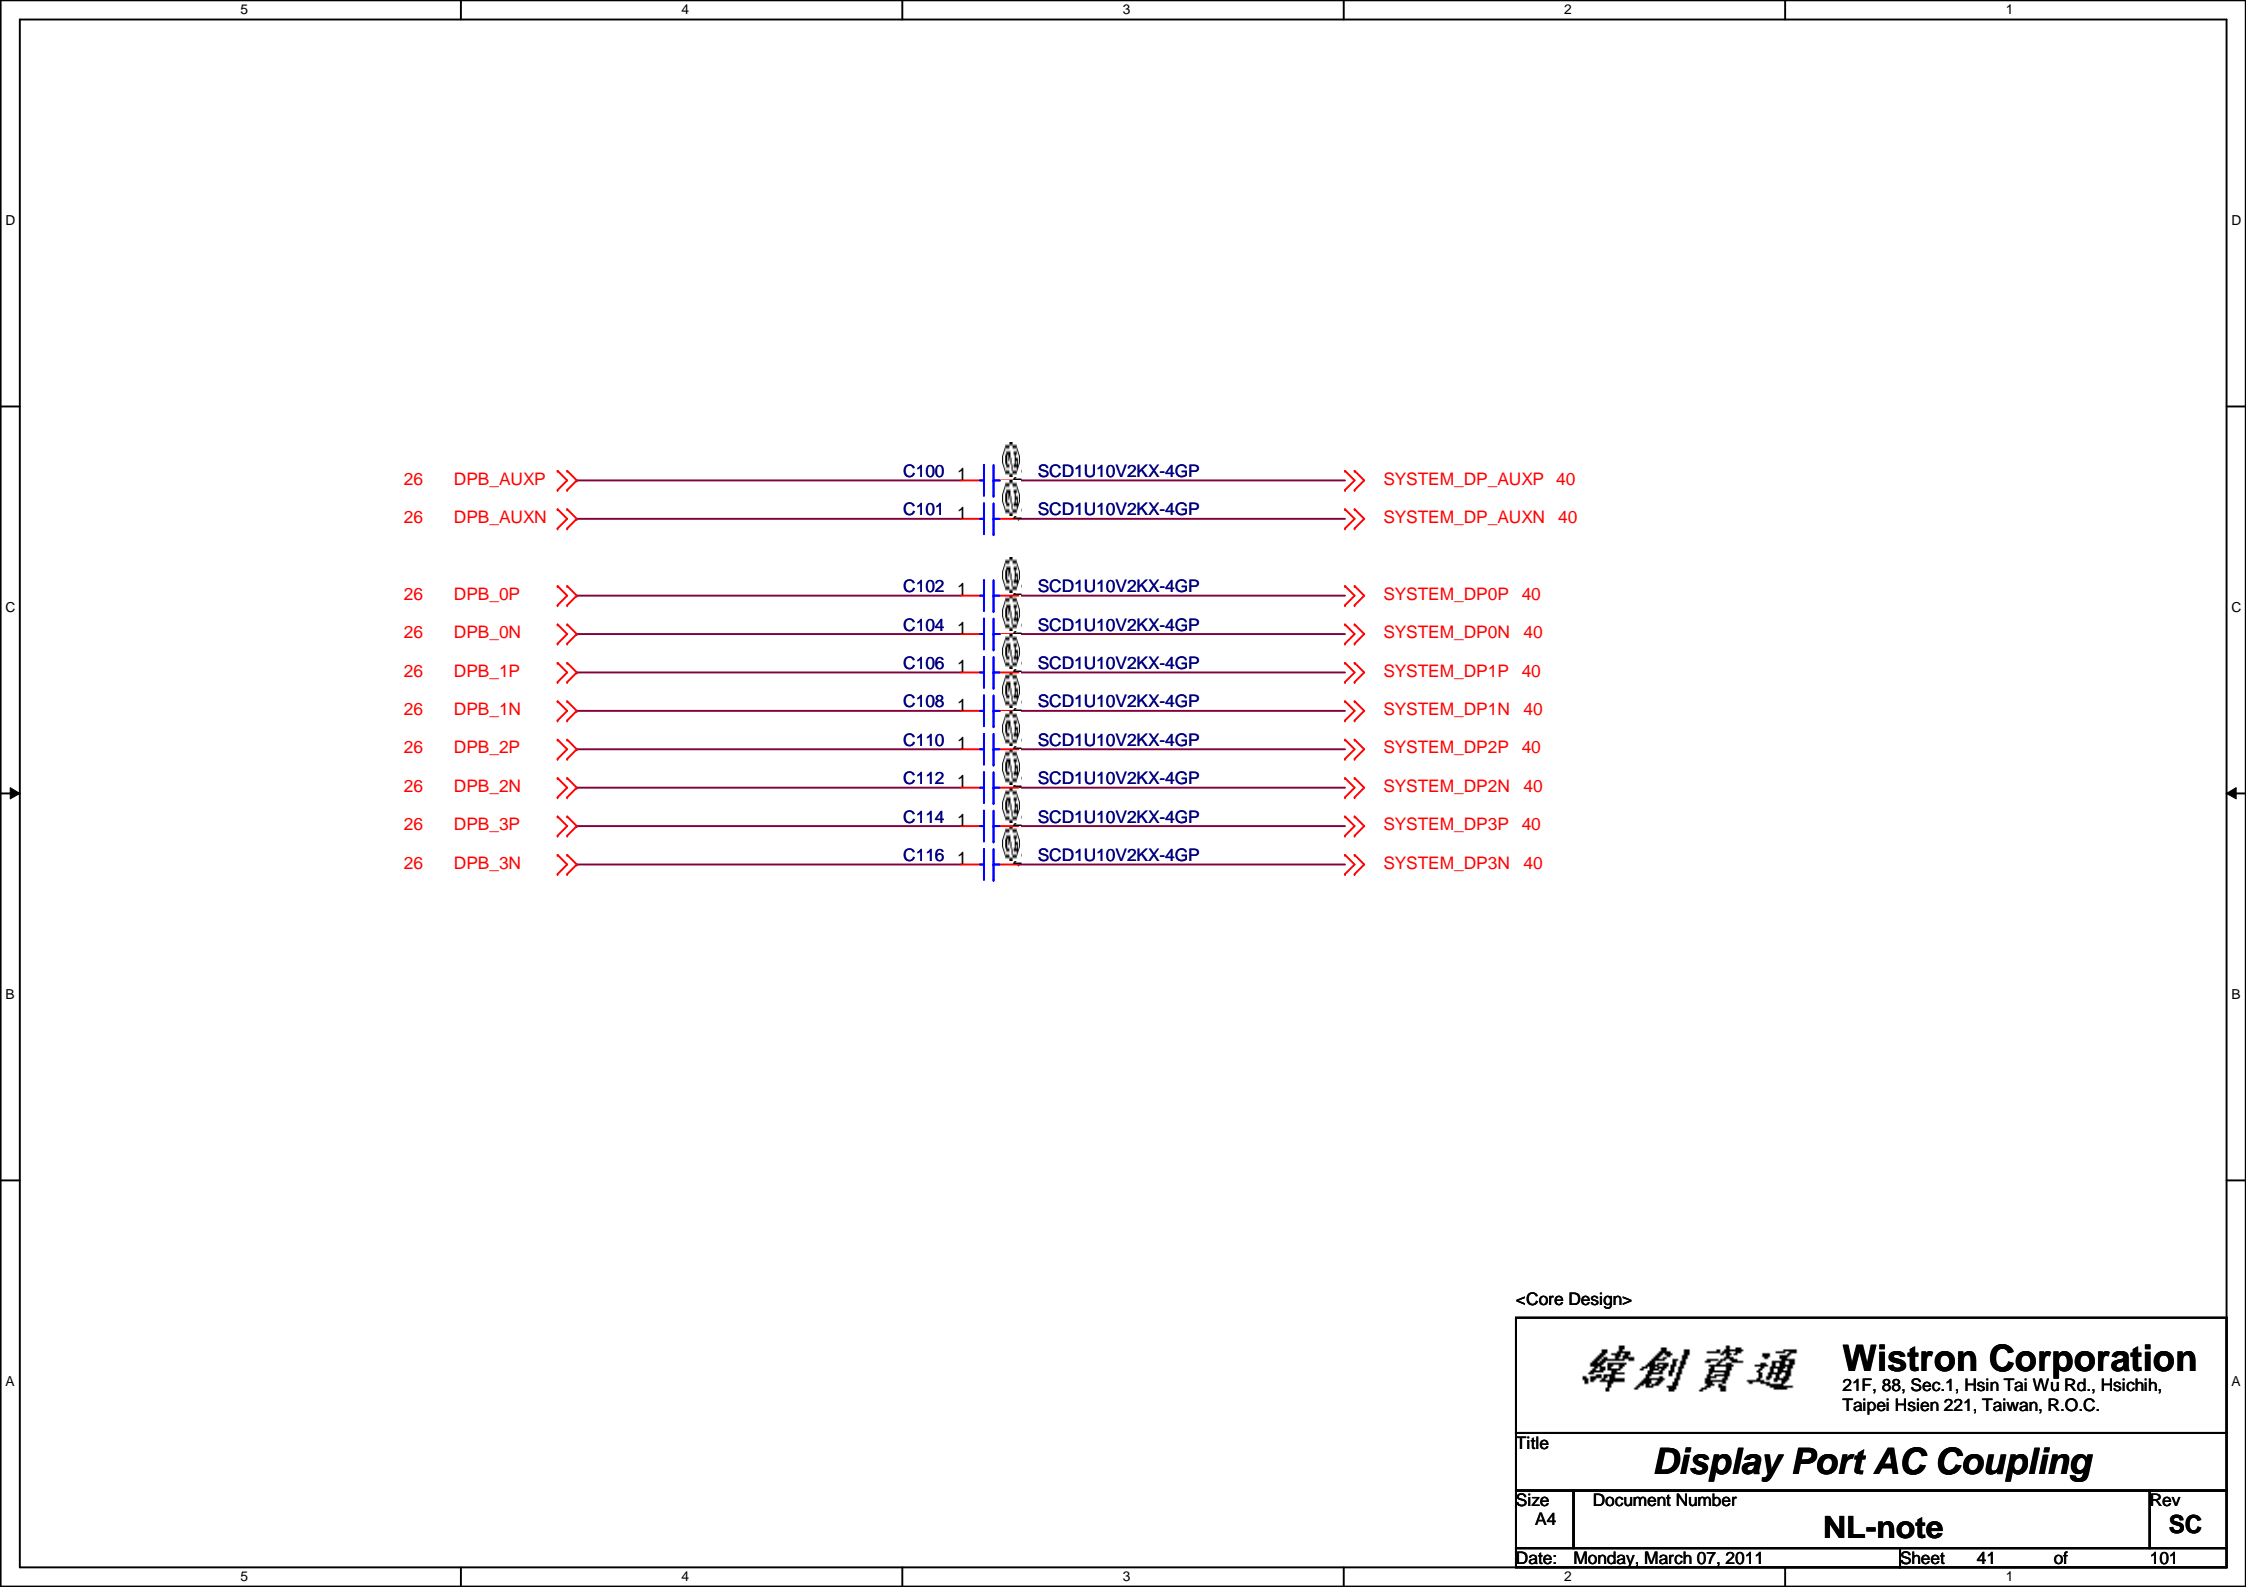 5 4 3 2 1
D D
26 DPB_AUXP C100 1 SCD1U10V2KX-4GP SYSTEM_DP_AUXP 40
26 DPB_AUXN C101 1 SCD1U10V2KX-4GP SYSTEM_DP_AUXN 40
26 DPB_0P C102 1 SCD1U10V2KX-4GP SYSTEM_DP0P 40
C C
26 DPB_0N C104 1 SCD1U10V2KX-4GP SYSTEM_DP0N 40
26 DPB_1P C106 1 SCD1U10V2KX-4GP SYSTEM_DP1P 40
26 DPB_1N C108 1 SCD1U10V2KX-4GP SYSTEM_DP1N 40
26 DPB_2P C110 1 SCD1U10V2KX-4GP SYSTEM_DP2P 40
26 DPB_2N C112 1 SCD1U10V2KX-4GP SYSTEM_DP2N 40
26 DPB_3P C114 1 SCD1U10V2KX-4GP SYSTEM_DP3P 40
26 DPB_3N C116 1 SCD1U10V2KX-4GP SYSTEM_DP3N 40
B B
<Core Design>
緯創資通 Wistron Corporation
A A
21F, 88, Sec.1, Hsin Tai Wu Rd., Hsichih,
Taipei Hsien 221, Taiwan, R.O.C.
Title
Display Port AC Coupling
Size Document Number Rev
A4 NL-note SC
Date: Monday, March 07, 2011 Sheet 41 of 101
5 4 3 2 1